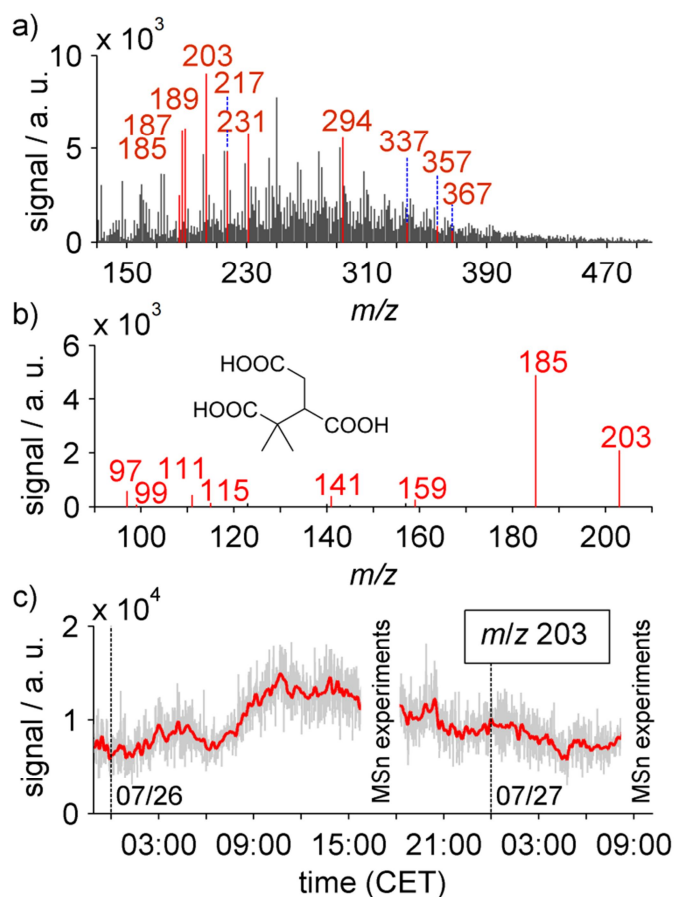 a)
x 10³
10
5
0
signal / a. u.
203
217
189
187
231
185
294
337
357
367
150 230 310 390 470
m/z
b)
x 10³
6
4
2
0
signal / a. u.
HOOC
HOOC
COOH
185
203
97
111
99
115
141
159
100 120 140 160 180 200
m/z
c)
x 10⁴
2
1
0
signal / a. u.
m/z 203
MSn experiments
MSn experiments
07/26
07/27
03:00 09:00 15:00 21:00 03:00 09:00
time (CET)